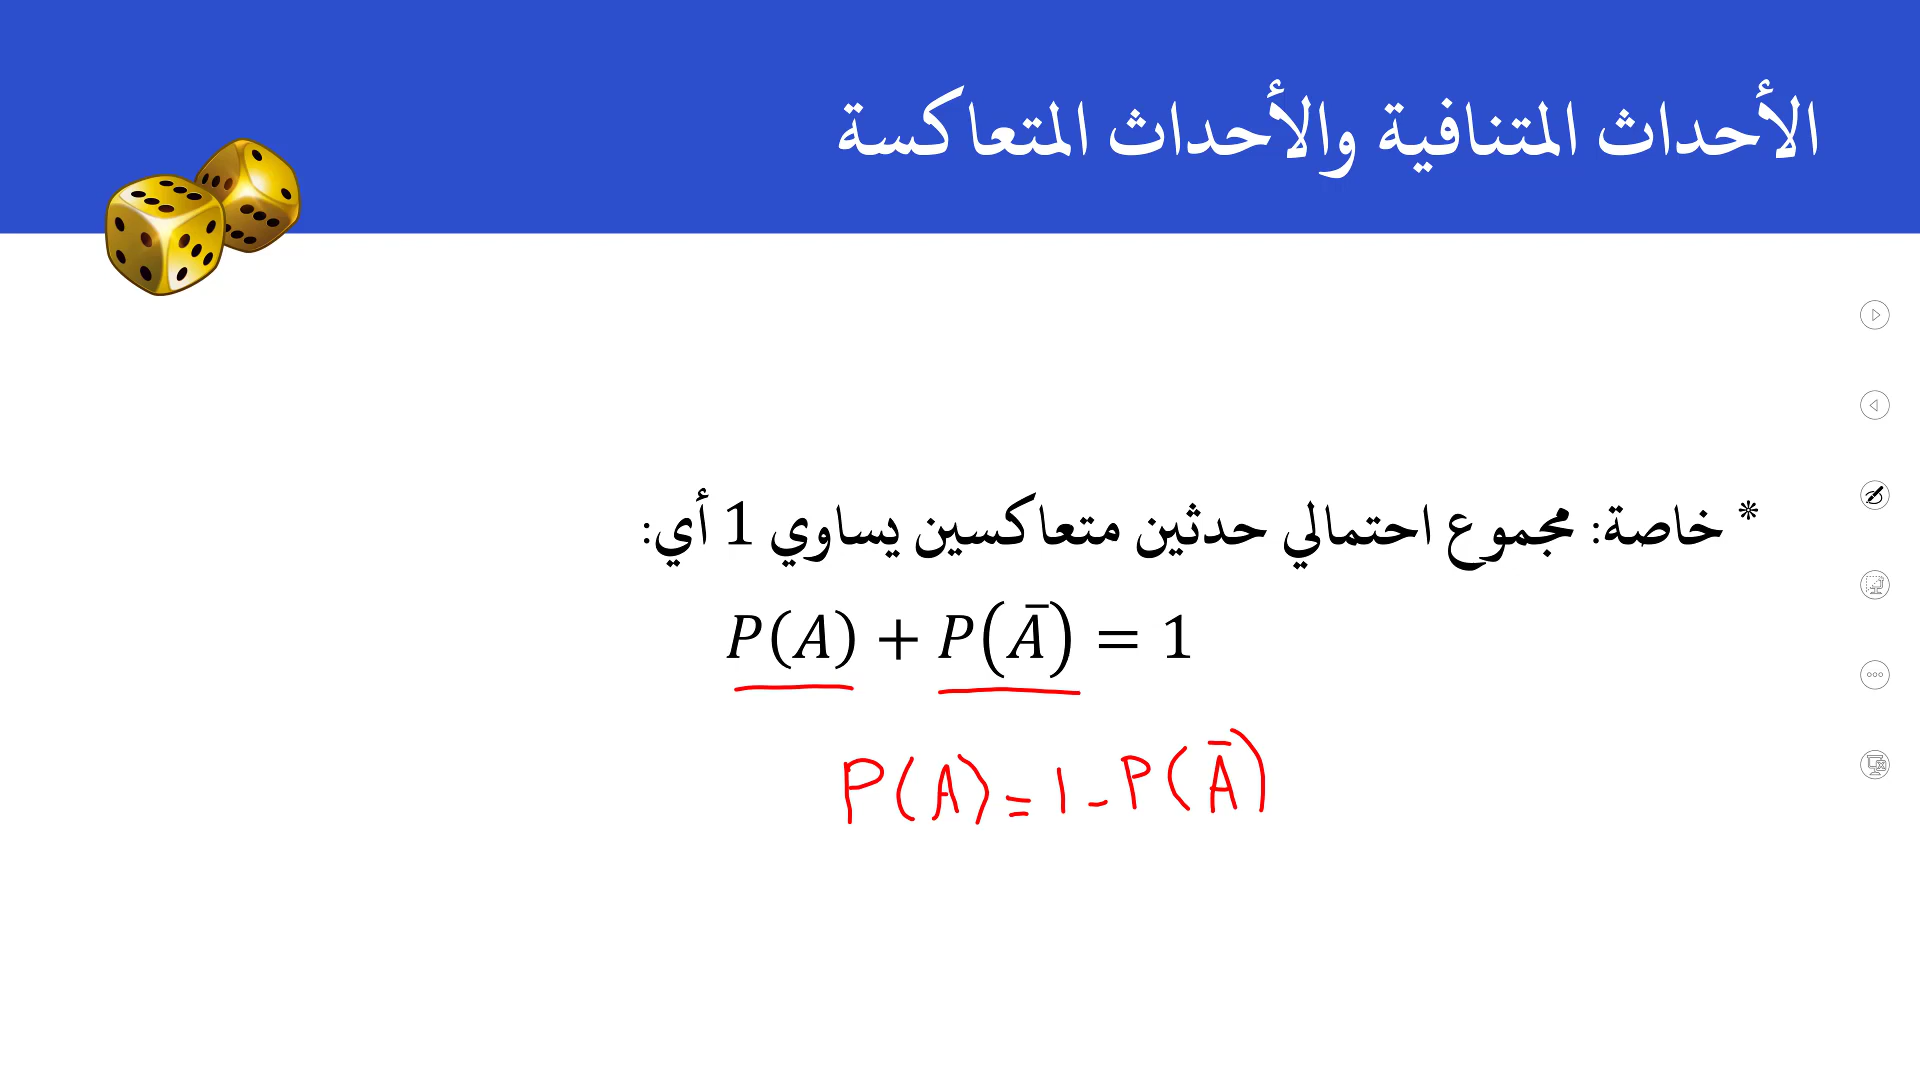 الأحداث المتنافية والأحداث المتعاكسة
* خاصة: مجموع احتمالي حدثين متعاكسين يساوي 1 أي:
P(A) + P(Ā) = 1
P(A) = 1 - P(Ā)